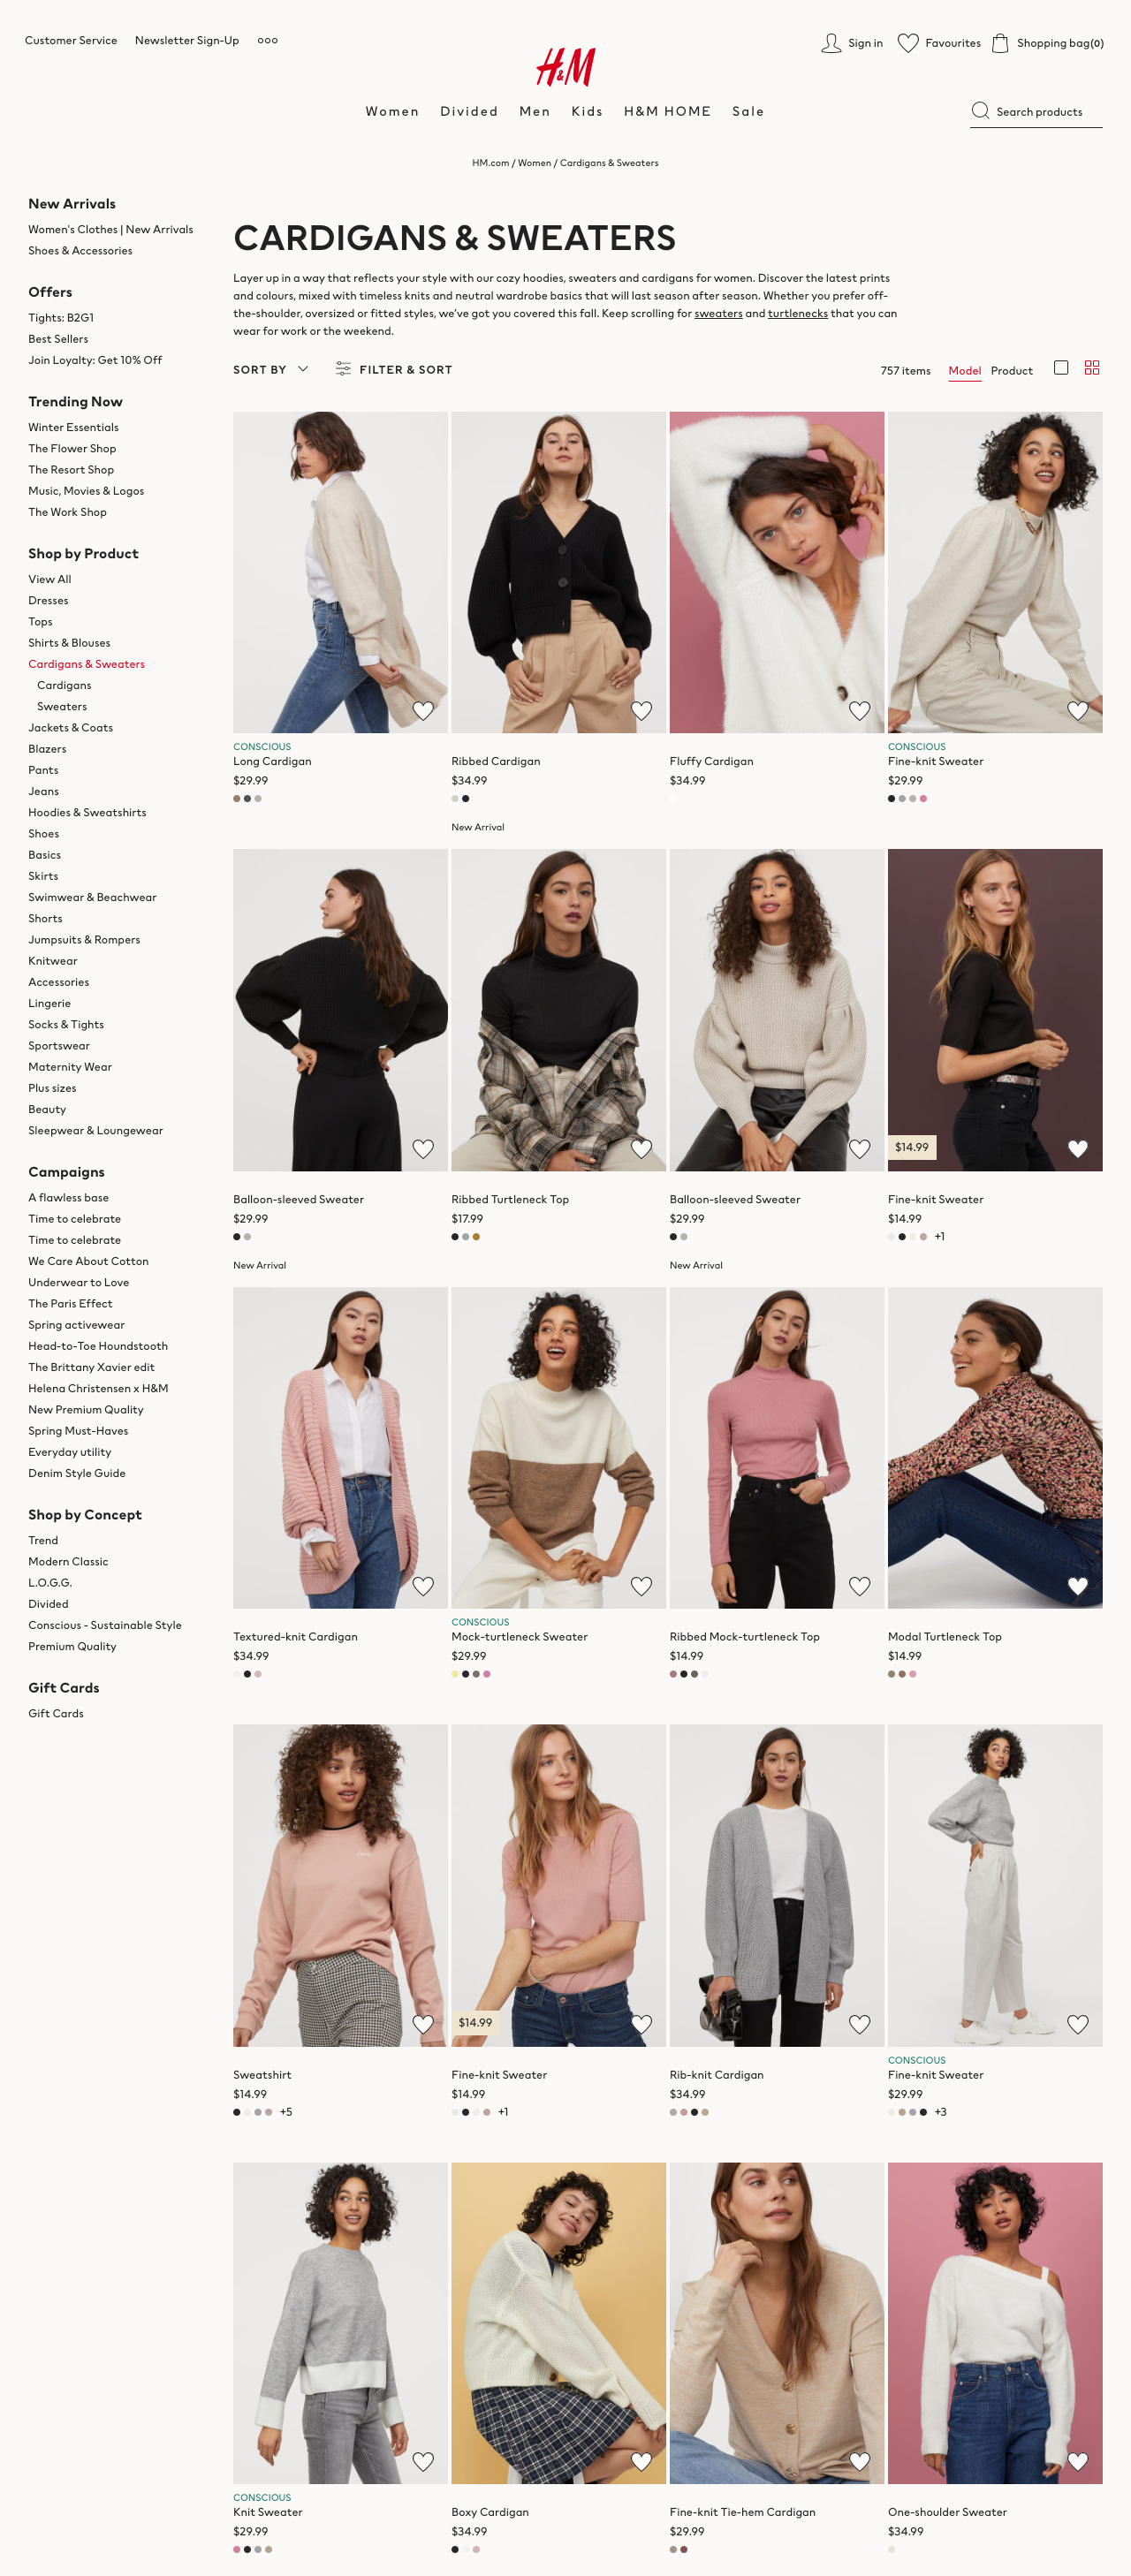 Customer Service
Newsletter Sign-Up
H&M
Sign in
Favourites
Shopping bag(0)
Women
Divided
Men
Kids
H&M HOME
Sale
Search products
HM.com / Women / Cardigans & Sweaters
New Arrivals
Women's Clothes | New Arrivals
Shoes & Accessories
Offers
Tights: B2G1
Best Sellers
Join Loyalty: Get 10% Off
Trending Now
Winter Essentials
The Flower Shop
The Resort Shop
Music, Movies & Logos
The Work Shop
Shop by Product
View All
Dresses
Tops
Shirts & Blouses
Cardigans & Sweaters
Cardigans
Sweaters
Jackets & Coats
Blazers
Pants
Jeans
Hoodies & Sweatshirts
Shoes
Basics
Skirts
Swimwear & Beachwear
Shorts
Jumpsuits & Rompers
Knitwear
Accessories
Lingerie
Socks & Tights
Sportswear
Maternity Wear
Plus sizes
Beauty
Sleepwear & Loungewear
Campaigns
A flawless base
Time to celebrate
Time to celebrate
We Care About Cotton
Underwear to Love
The Paris Effect
Spring activewear
Head-to-Toe Houndstooth
The Brittany Xavier edit
Helena Christensen x H&M
New Premium Quality
Spring Must-Haves
Everyday utility
Denim Style Guide
Shop by Concept
Trend
Modern Classic
L.O.G.G.
Divided
Conscious - Sustainable Style
Premium Quality
Gift Cards
Gift Cards
CARDIGANS & SWEATERS
Layer up in a way that reflects your style with our cozy hoodies, sweaters and cardigans for women. Discover the latest prints
and colours, mixed with timeless knits and neutral wardrobe basics that will last season after season. Whether you prefer off-
the-shoulder, oversized or fitted styles, we've got you covered this fall. Keep scrolling for sweaters and turtlenecks that you can
wear for work or the weekend.
SORT BY
FILTER & SORT
757 items
Model
Product
CONSCIOUS
Long Cardigan
$29.99
Ribbed Cardigan
$34.99
New Arrival
Fluffy Cardigan
$34.99
CONSCIOUS
Fine-knit Sweater
$29.99
Balloon-sleeved Sweater
$29.99
New Arrival
Ribbed Turtleneck Top
$17.99
Balloon-sleeved Sweater
$29.99
New Arrival
$14.99
Fine-knit Sweater
$14.99
+1
Textured-knit Cardigan
$34.99
CONSCIOUS
Mock-turtleneck Sweater
$29.99
Ribbed Mock-turtleneck Top
$14.99
Modal Turtleneck Top
$14.99
Sweatshirt
$14.99
+5
$14.99
Fine-knit Sweater
$14.99
+1
Rib-knit Cardigan
$34.99
CONSCIOUS
Fine-knit Sweater
$29.99
+3
CONSCIOUS
Knit Sweater
$29.99
Boxy Cardigan
$34.99
Fine-knit Tie-hem Cardigan
$29.99
One-shoulder Sweater
$34.99